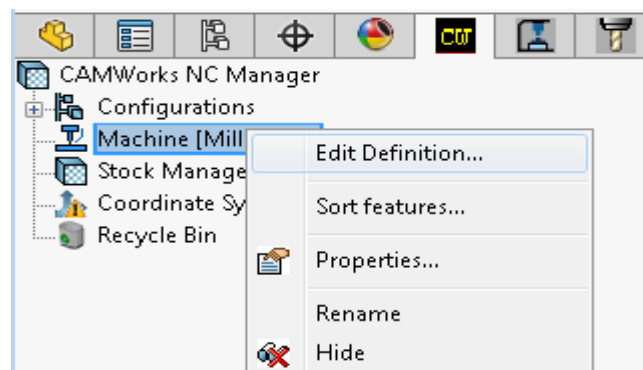 CW
CAMWorks NC Manager
Configurations
Machine [Mill
Edit Definition...
Stock Manage
Coordinate Sy
Sort features...
Recycle Bin
Properties...
Rename
Hide